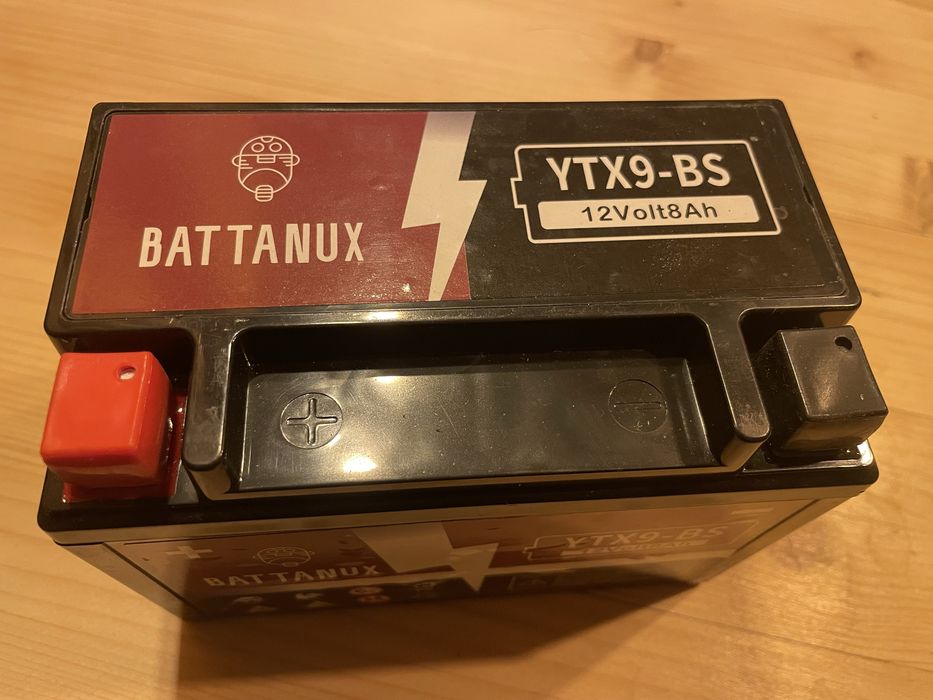 BATTANUX
YTX9-BS
12Volt8Ah
+
-
+
BATTANUX
YTX9-BS
-